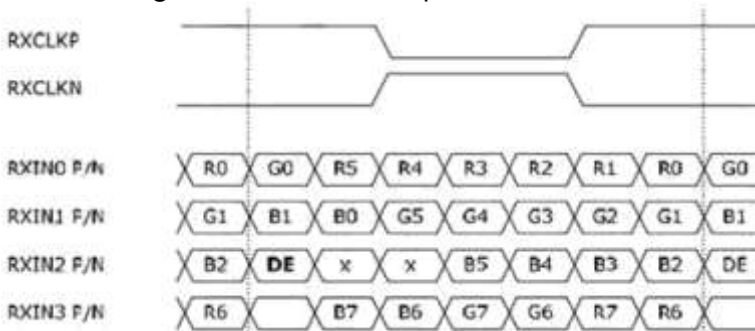 RXCLKP
RXCLKN
RXIN0 P/N R0 G0 R5 R4 R3 R2 R1 R0 G0
RXIN1 P/N G1 B1 B0 G5 G4 G3 G2 G1 B1
RXIN2 P/N B2 DE x x B5 B4 B3 B2 DE
RXIN3 P/N R6 B7 B6 G7 G6 R7 R6